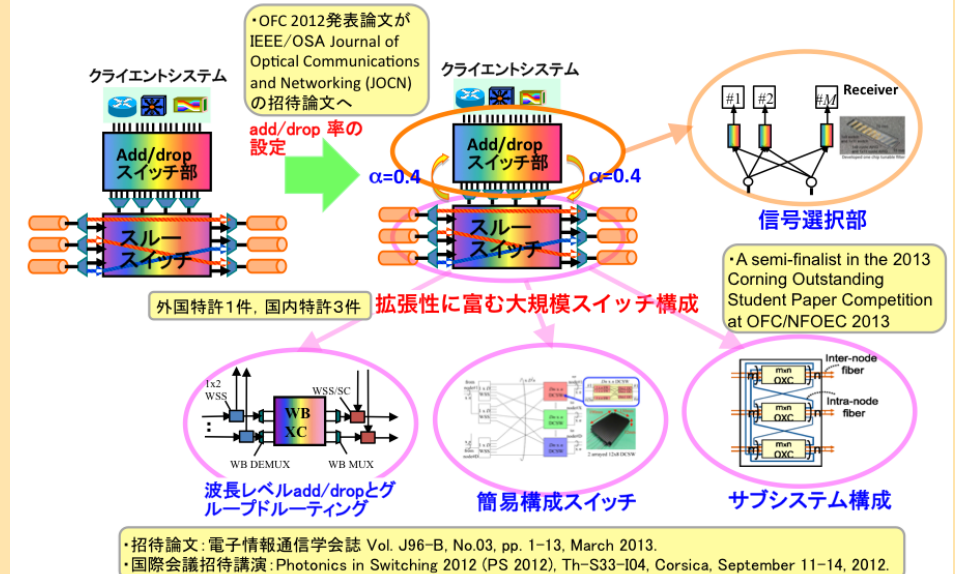 ・OFC 2012発表論文が
IEEE/OSA Journal of
Optical Communications
and Networking (JOCN)
の招待論文へ
クライエントシステム
クライエントシステム
add/drop 率の
設定
Add/drop
スイッチ部
スルー
スイッチ
Add/drop
スイッチ部
α=0.4
α=0.4
スルー
スイッチ
#1
#2
#M
Receiver
信号選択部
・A semi-finalist in the 2013
Corning Outstanding
Student Paper Competition
at OFC/NFOEC 2013
外国特許1件, 国内特許3件
拡張性に富む大規模スイッチ構成
1x2
WSS
WSS/SC
WB
XC
WB DEMUX
WB MUX
波長レベルadd/dropとグ
ループドルーティング
簡易構成スイッチ
Inter-node
fiber
Intra-node
fiber
m×n
OXC
m×n
OXC
m×n
OXC
サブシステム構成
・招待論文:電子情報通信学会誌 Vol. J96-B, No.03, pp. 1-13, March 2013.
・国際会議招待講演:Photonics in Switching 2012 (PS 2012), Th-S33-I04, Corsica, September 11-14, 2012.